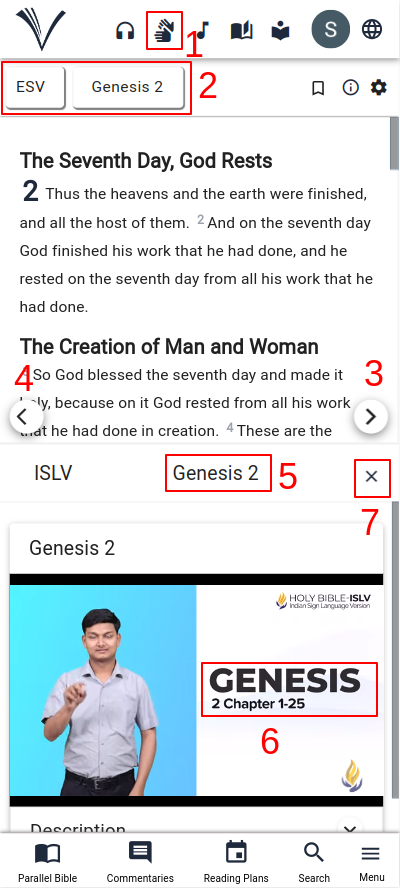 S
1
ESV Genesis 2
2
The Seventh Day, God Rests
2 Thus the heavens and the earth were finished,
and all the host of them. 2 And on the seventh day
God finished his work that he had done, and he
rested on the seventh day from all his work that he
had done.
The Creation of Man and Woman
So God blessed the seventh day and made it
4
3
because on it God rested from all his work
that he had done in creation. 4 These are the
ISLV Genesis 2
5
7
Genesis 2
HOLY BIBLE-ISLV
Indian Sign Language Version
GENESIS
2 Chapter 1-25
6
Description
Parallel Bible Commentaries Reading Plans Search Menu